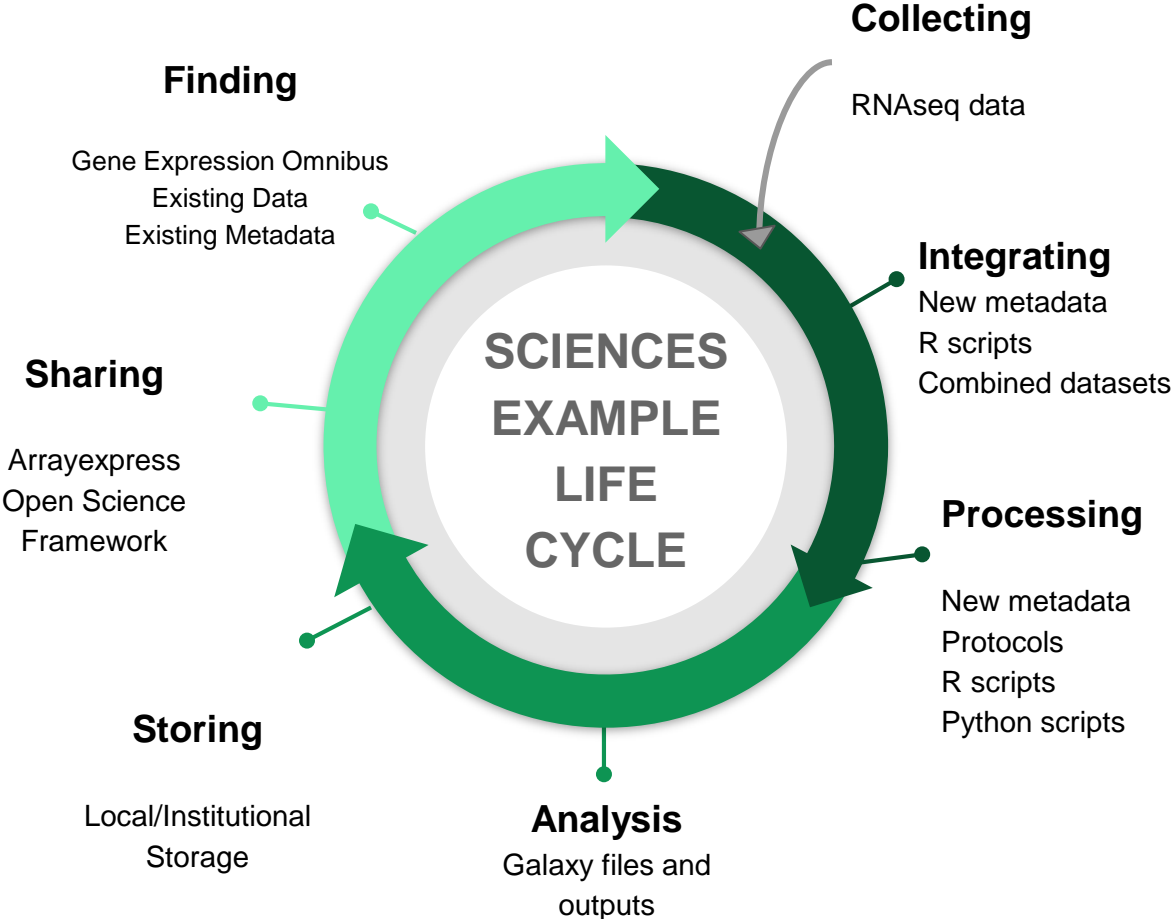 Collecting
RNAseq data
Finding
Gene Expression Omnibus
Existing Data
Existing Metadata
Integrating
New metadata
R scripts
Combined datasets
SCIENCES
EXAMPLE
LIFE
CYCLE
Sharing
Arrayexpress
Open Science
Framework
Processing
New metadata
Protocols
R scripts
Python scripts
Storing
Local/Institutional
Storage
Analysis
Galaxy files and
outputs